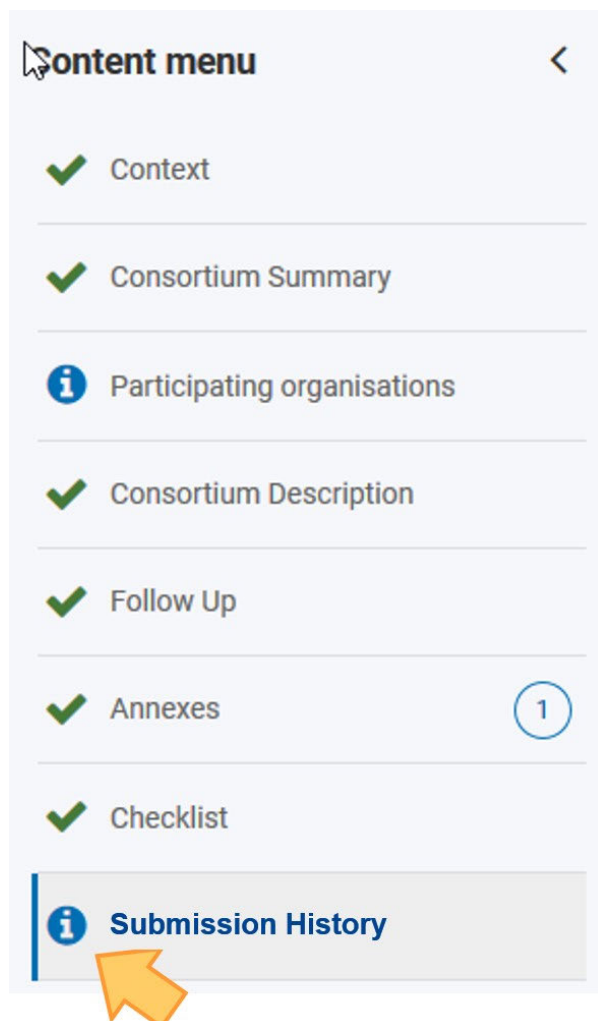 Content menu
Context
Consortium Summary
Participating organisations
Consortium Description
Follow Up
Annexes 1
Checklist
Submission History